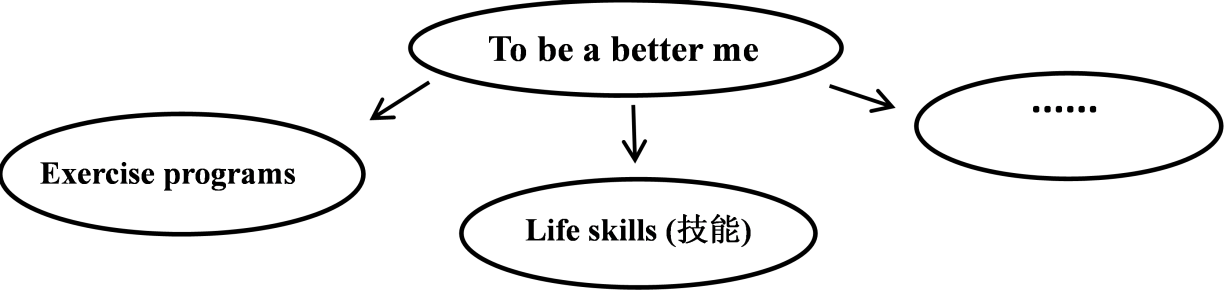 To be a better me
......
Exercise programs
Life skills (技能)